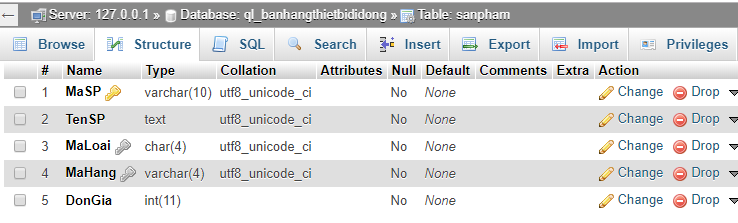 Server: 127.0.0.1 » Database: ql_banhangthietbididong » Table: sanpham
Browse Structure SQL Search Insert Export Import Privileges
# Name Type Collation Attributes Null Default Comments Extra Action
1 MaSP varchar(10) utf8_unicode_ci No None Change Drop
2 TenSP text utf8_unicode_ci No None Change Drop
3 MaLoai char(4) utf8_unicode_ci No None Change Drop
4 MaHang varchar(4) utf8_unicode_ci No None Change Drop
5 DonGia int(11) No None Change Drop